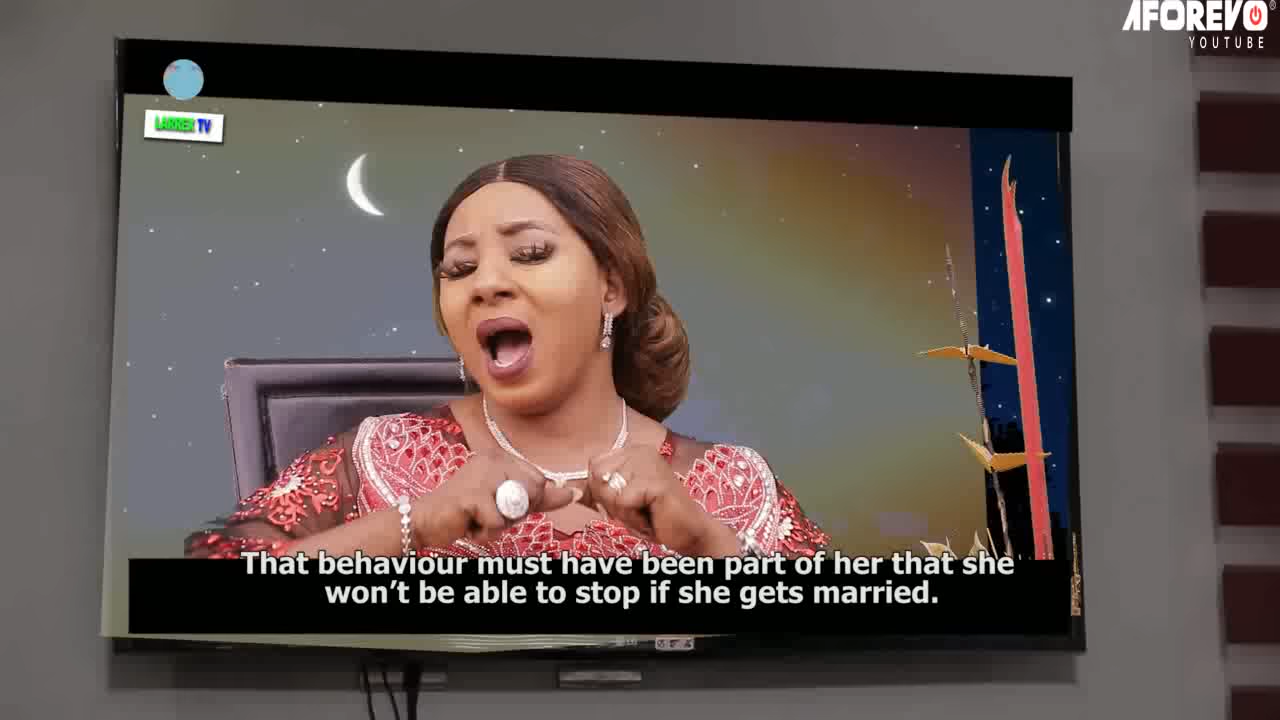 AFOREVO
YOUTUBE
LARREX TV
That behaviour must have been part of her that she
won't be able to stop if she gets married.